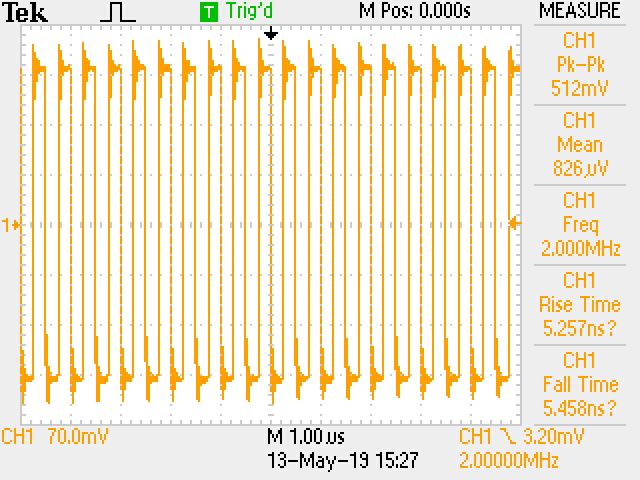 Tek T Trig'd M Pos: 0.000s MEASURE
CH1
Pk-Pk
512mV
CH1
Mean
826µV
CH1
Freq
2.000MHz
CH1
Rise Time
5.257ns?
CH1
Fall Time
5.458ns?
1
CH1 70.0mV M 1.00µs CH1 3.20mV
13-May-19 15:27 2.00000MHz